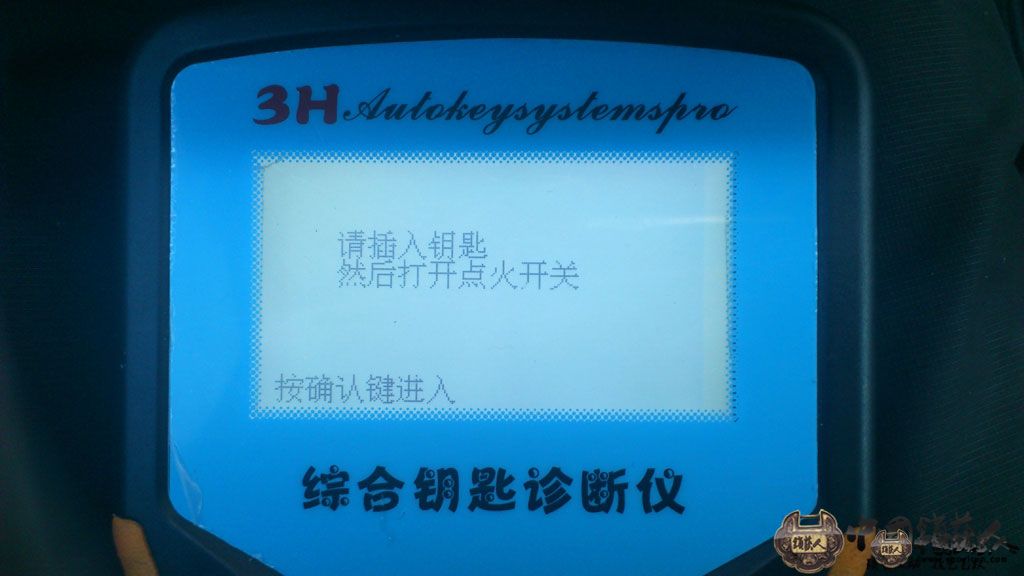 3H Autokeysystemspro
请插入钥匙
然后打开点火开关
按确认键进入
综合钥匙诊断仪